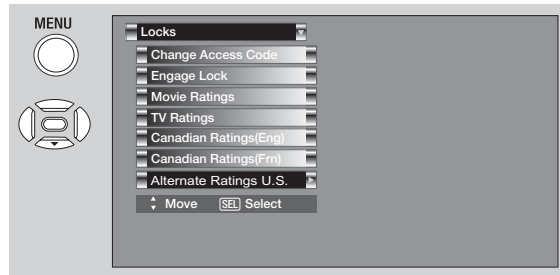 MENU
Locks
Change Access Code
Engage Lock
Movie Ratings
TV Ratings
Canadian Ratings(Eng)
Canadian Ratings(Frn)
Alternate Ratings U.S.
Move SEL Select